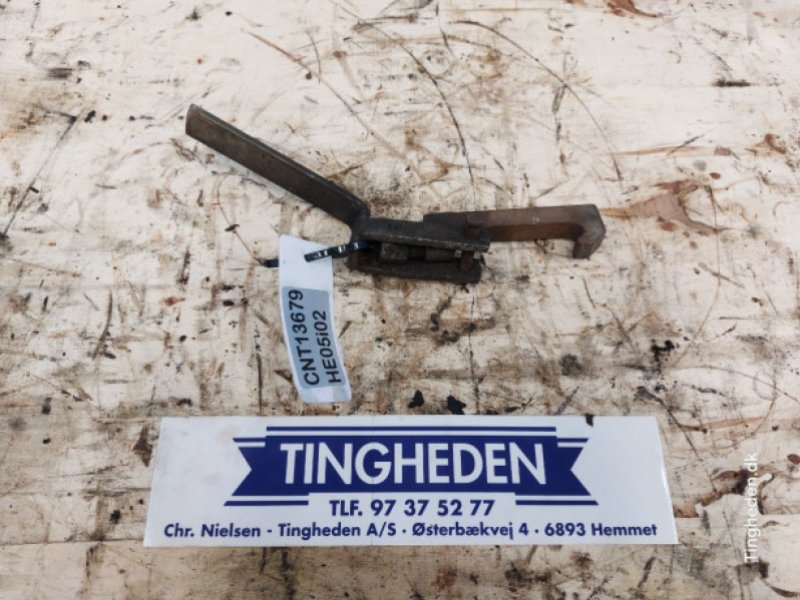 CNT13679
HE05i02
TINGHEDEN
TLF. 97 37 52 77
Chr. Nielsen - Tingheden A/S · Østerbækvej 4 · 6893 Hemmet
Tingheden.dk